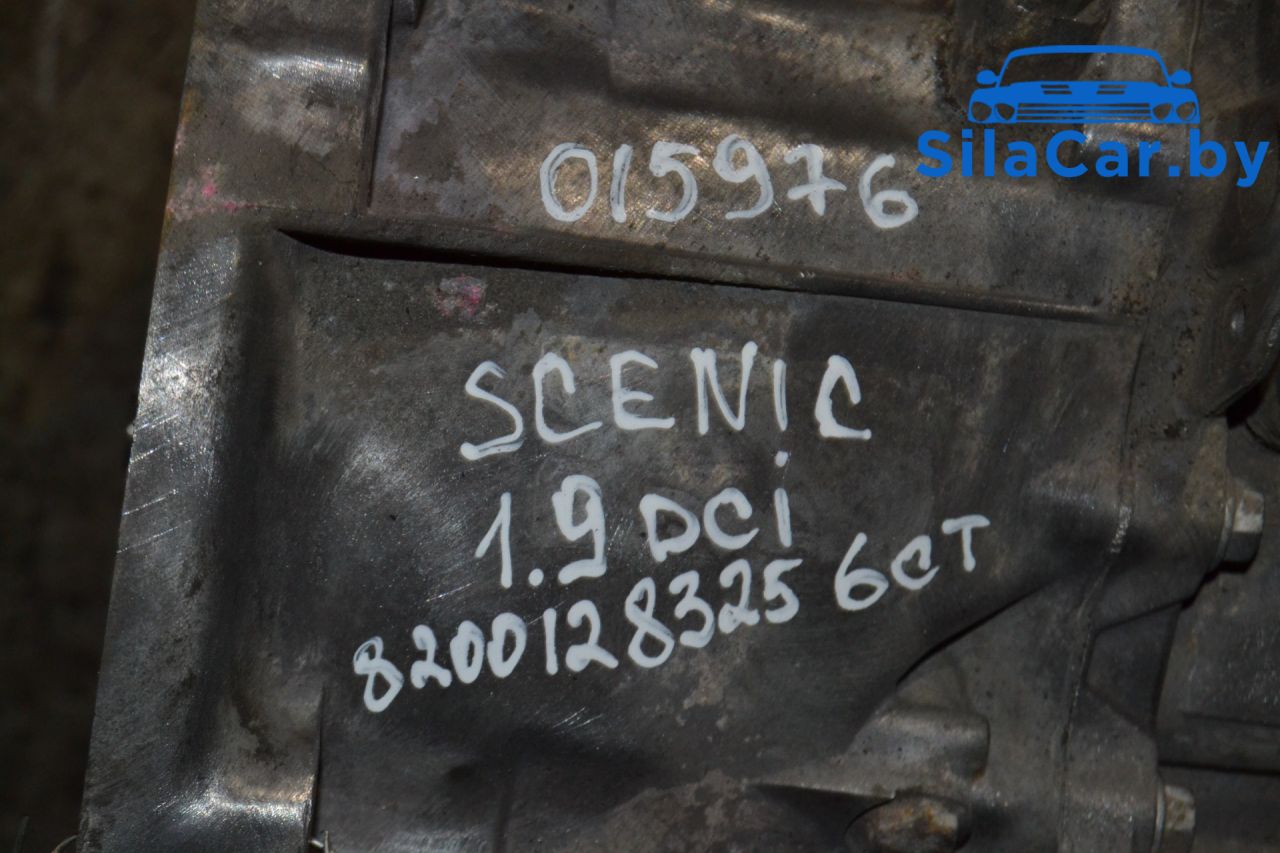 SilaCar.by
015976
SCENiC
1.9 DCi
8200128325 6CT